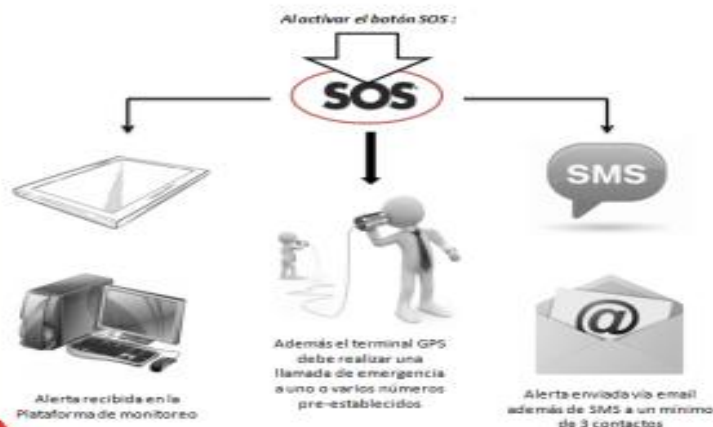 Al activar el botón SOS :
SOS
SMS
@
Además el terminal GPS
debe realizar una
llamada de emergencia
a uno o varios números
pre-establecidos
Alerta recibida en la
Plataforma de monitoreo
Alerta enviada via email
además de SMS a un mínimo
de 3 contactos